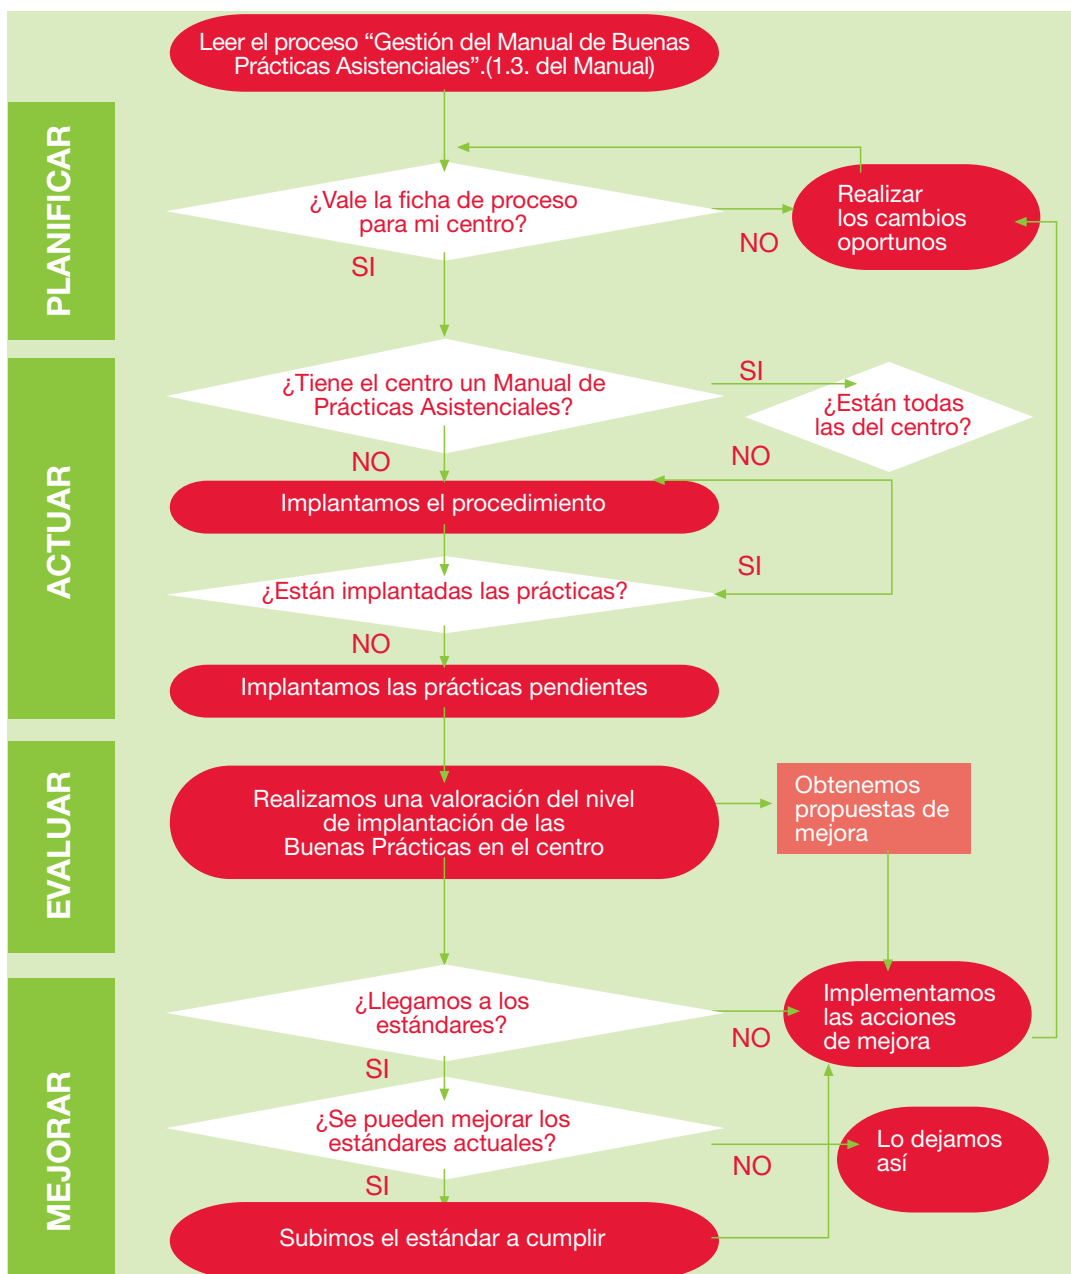 Leer el proceso “Gestión del Manual de Buenas
Prácticas Asistenciales”.(1.3. del Manual)
PLANIFICAR
¿Vale la ficha de proceso
para mi centro?
NO
SI
Realizar
los cambios
oportunos
ACTUAR
¿Tiene el centro un Manual de
Prácticas Asistenciales?
SI
¿Están todas
las del centro?
NO
NO
Implantamos el procedimiento
SI
¿Están implantadas las prácticas?
NO
Implantamos las prácticas pendientes
EVALUAR
Realizamos una valoración del nivel
de implantación de las
Buenas Prácticas en el centro
Obtenemos
propuestas de
mejora
MEJORAR
¿Llegamos a los
estándares?
NO
SI
Implementamos
las acciones
de mejora
¿Se pueden mejorar los
estándares actuales?
NO
SI
Lo dejamos
así
Subimos el estándar a cumplir